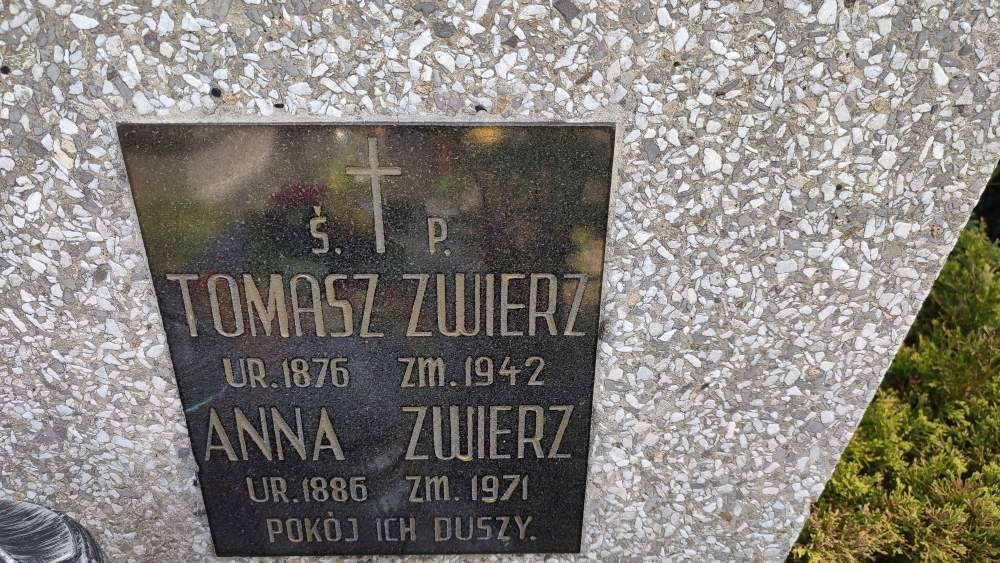 Ś. P.
TOMASZ ZWIERZ
UR. 1876 ZM. 1942
ANNA ZWIERZ
UR. 1886 ZM. 1971
POKÓJ ICH DUSZY.